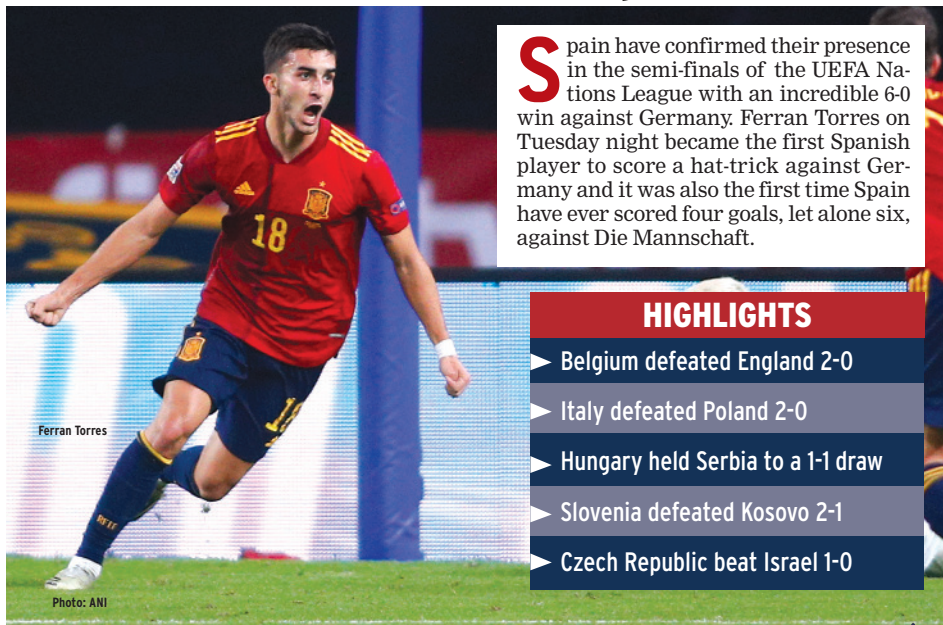 Spain have confirmed their presence
in the semi-finals of the UEFA Na-
tions League with an incredible 6-0
win against Germany. Ferran Torres on
Tuesday night became the first Spanish
player to score a hat-trick against Ger-
many and it was also the first time Spain
have ever scored four goals, let alone six,
against Die Mannschaft.
HIGHLIGHTS
Belgium defeated England 2-0
Italy defeated Poland 2-0
Hungary held Serbia to a 1-1 draw
Slovenia defeated Kosovo 2-1
Czech Republic beat Israel 1-0
18
18
RFEF
Ferran Torres
Photo: ANI